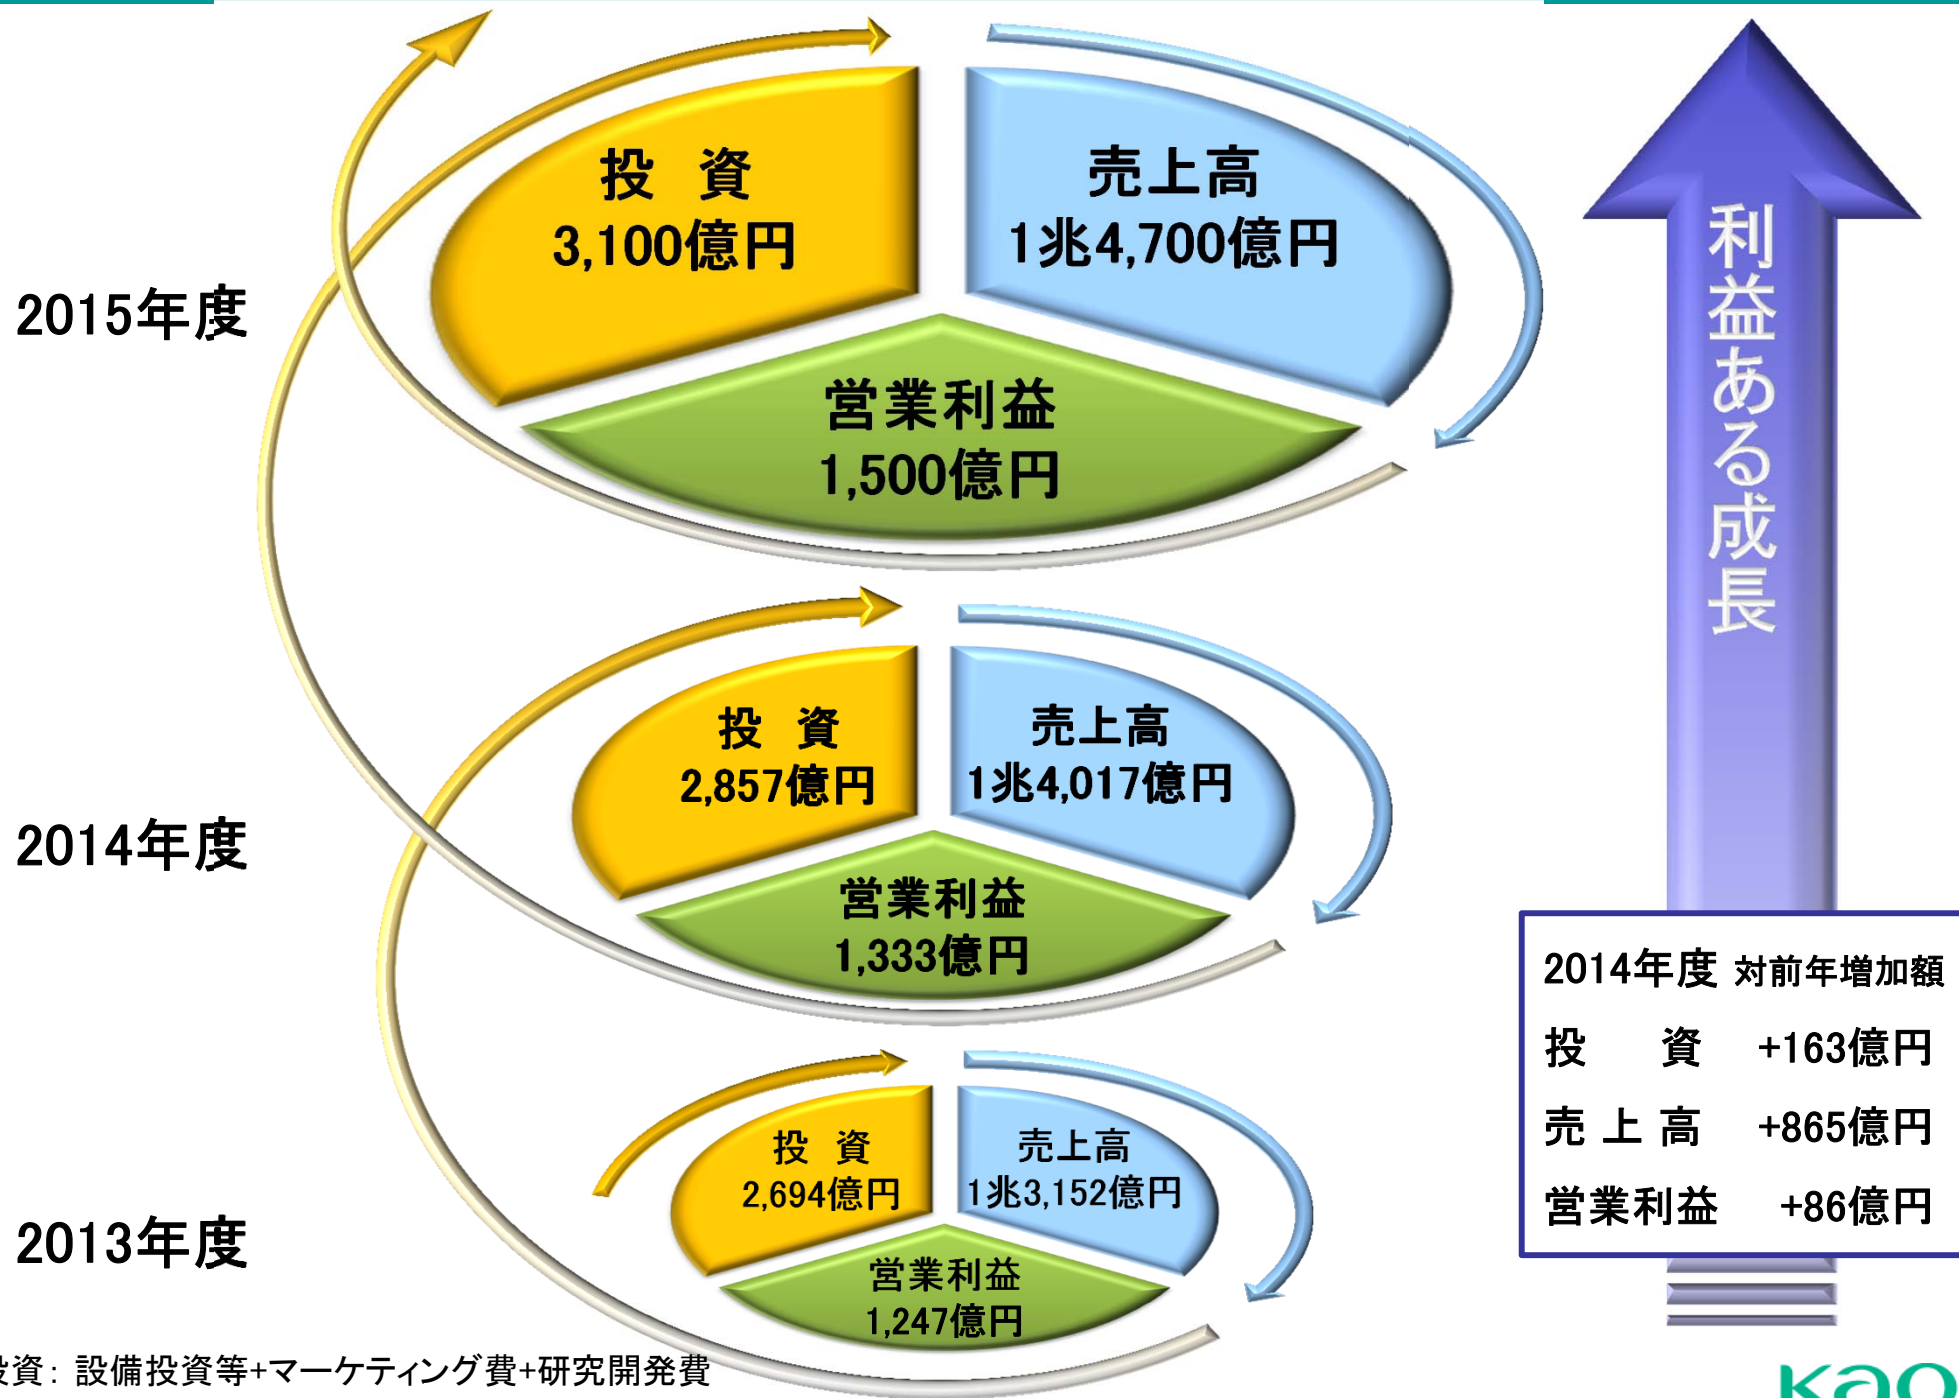 2015年度
投 資
3,100億円
売上高
1兆4,700億円
営業利益
1,500億円
2014年度
投 資
2,857億円
売上高
1兆4,017億円
営業利益
1,333億円
2013年度
投 資
2,694億円
売上高
1兆3,152億円
営業利益
1,247億円
利益ある成長
2014年度 対前年増加額
投 資 +163億円
売上高 +865億円
営業利益 +86億円
投資：設備投資等+マーケティング費+研究開発費
kao